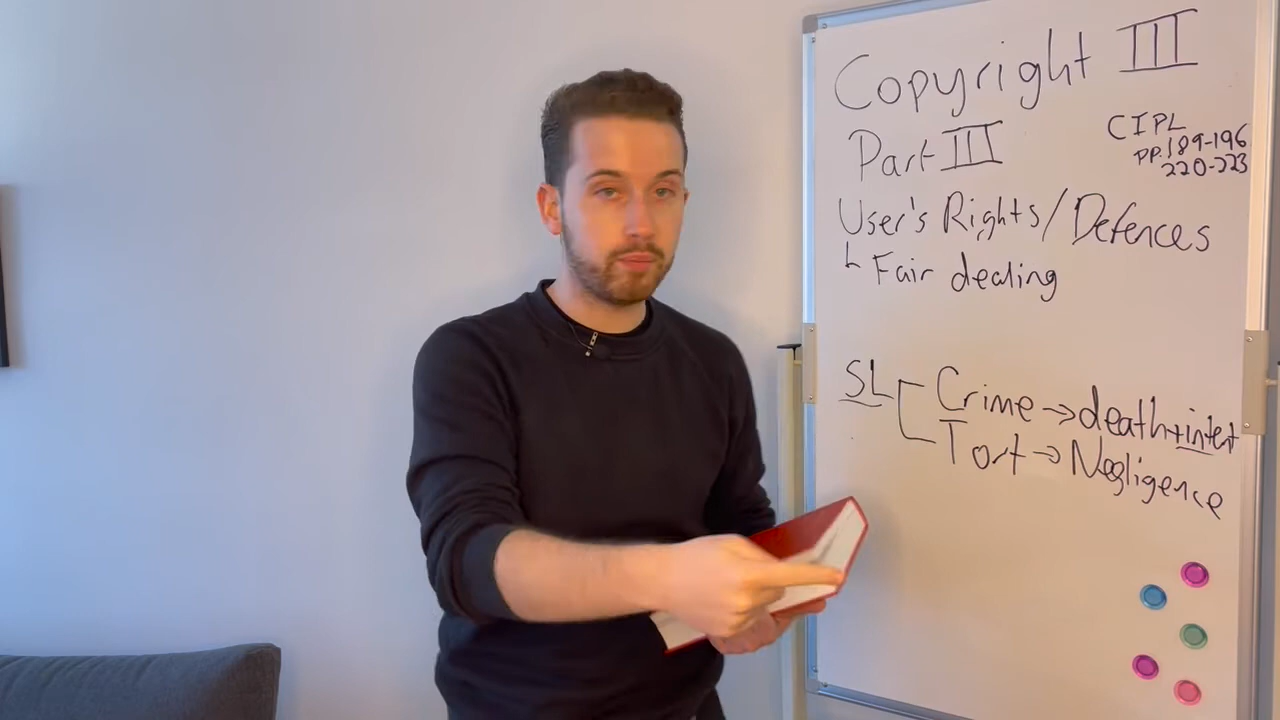 Copyright III
Part III
CIPL
PP. 189-196
220-223
User's Rights/Defences
Fair dealing
SL
Crime → death+intent
Tort → Negligence